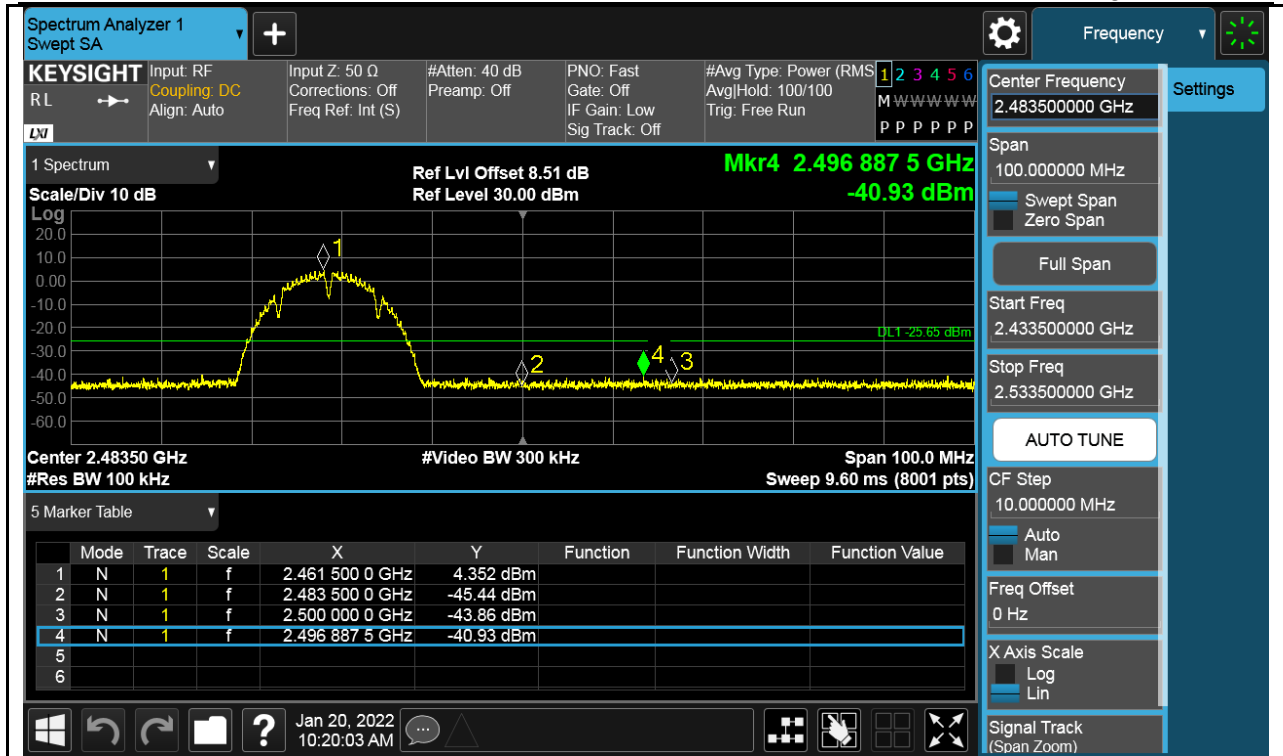 Spectrum Analyzer 1
Swept SA
Frequency
KEYSIGHT
RL
LXI
Input: RF
Coupling: DC
Align: Auto
Input Z: 50 Ω
Corrections: Off
Freq Ref: Int (S)
#Atten: 40 dB
Preamp: Off
PNO: Fast
Gate: Off
IF Gain: Low
Sig Track: Off
#Avg Type: Power (RMS
Avg|Hold: 100/100
Trig: Free Run
1 2 3 4 5 6
M W W W W W
P P P P P P
1 Spectrum
Scale/Div 10 dB
Ref Lvl Offset 8.51 dB
Ref Level 30.00 dBm
Mkr4 2.496 887 5 GHz
-40.93 dBm
Log
20.0
10.0
0.00
-10.0
-20.0
-30.0
-40.0
-50.0
-60.0
1
2
4
3
DL1 -25.65 dBm
Center 2.48350 GHz
#Video BW 300 kHz
Span 100.0 MHz
#Res BW 100 kHz
Sweep 9.60 ms (8001 pts)
5 Marker Table
Mode Trace Scale X Y Function Function Width Function Value
1 N 1 f 2.461 500 0 GHz 4.352 dBm
2 N 1 f 2.483 500 0 GHz -45.44 dBm
3 N 1 f 2.500 000 0 GHz -43.86 dBm
4 N 1 f 2.496 887 5 GHz -40.93 dBm
5
6
?
Jan 20, 2022
10:20:03 AM
Center Frequency
2.483500000 GHz
Settings
Span
100.000000 MHz
Swept Span
Zero Span
Full Span
Start Freq
2.433500000 GHz
Stop Freq
2.533500000 GHz
AUTO TUNE
CF Step
10.000000 MHz
Auto
Man
Freq Offset
0 Hz
X Axis Scale
Log
Lin
Signal Track
(Span Zoom)